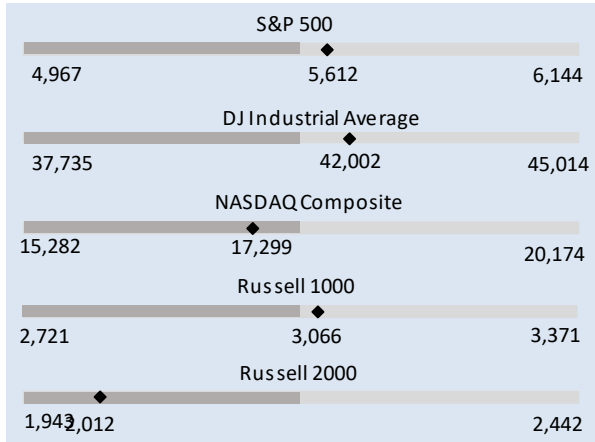 S&P 500
4,967 5,612 6,144
DJ Industrial Average
37,735 42,002 45,014
NASDAQ Composite
15,282 17,299 20,174
Russell 1000
2,721 3,066 3,371
Russell 2000
1,943 2,012 2,442